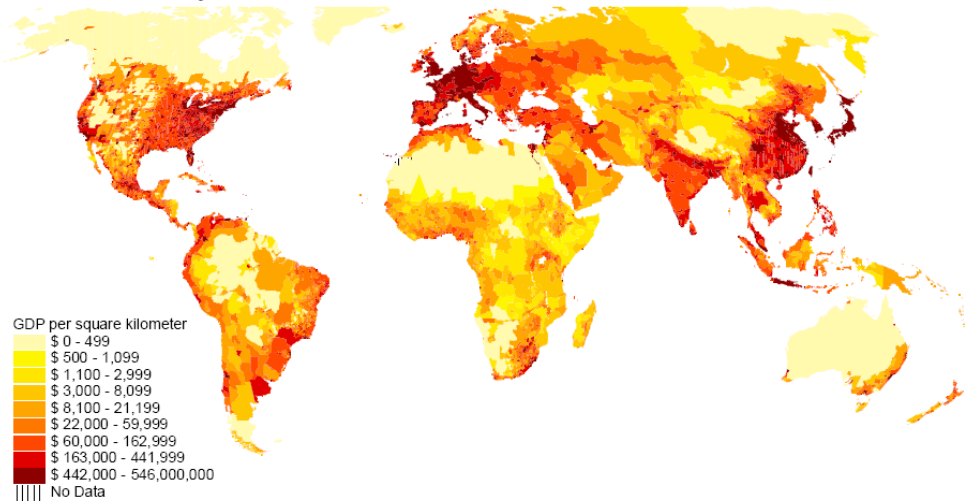 GDP per square kilometer
$ 0 - 499
$ 500 - 1,099
$ 1,100 - 2,999
$ 3,000 - 8,099
$ 8,100 - 21,199
$ 22,000 - 59,999
$ 60,000 - 162,999
$ 163,000 - 441,999
$ 442,000 - 546,000,000
No Data